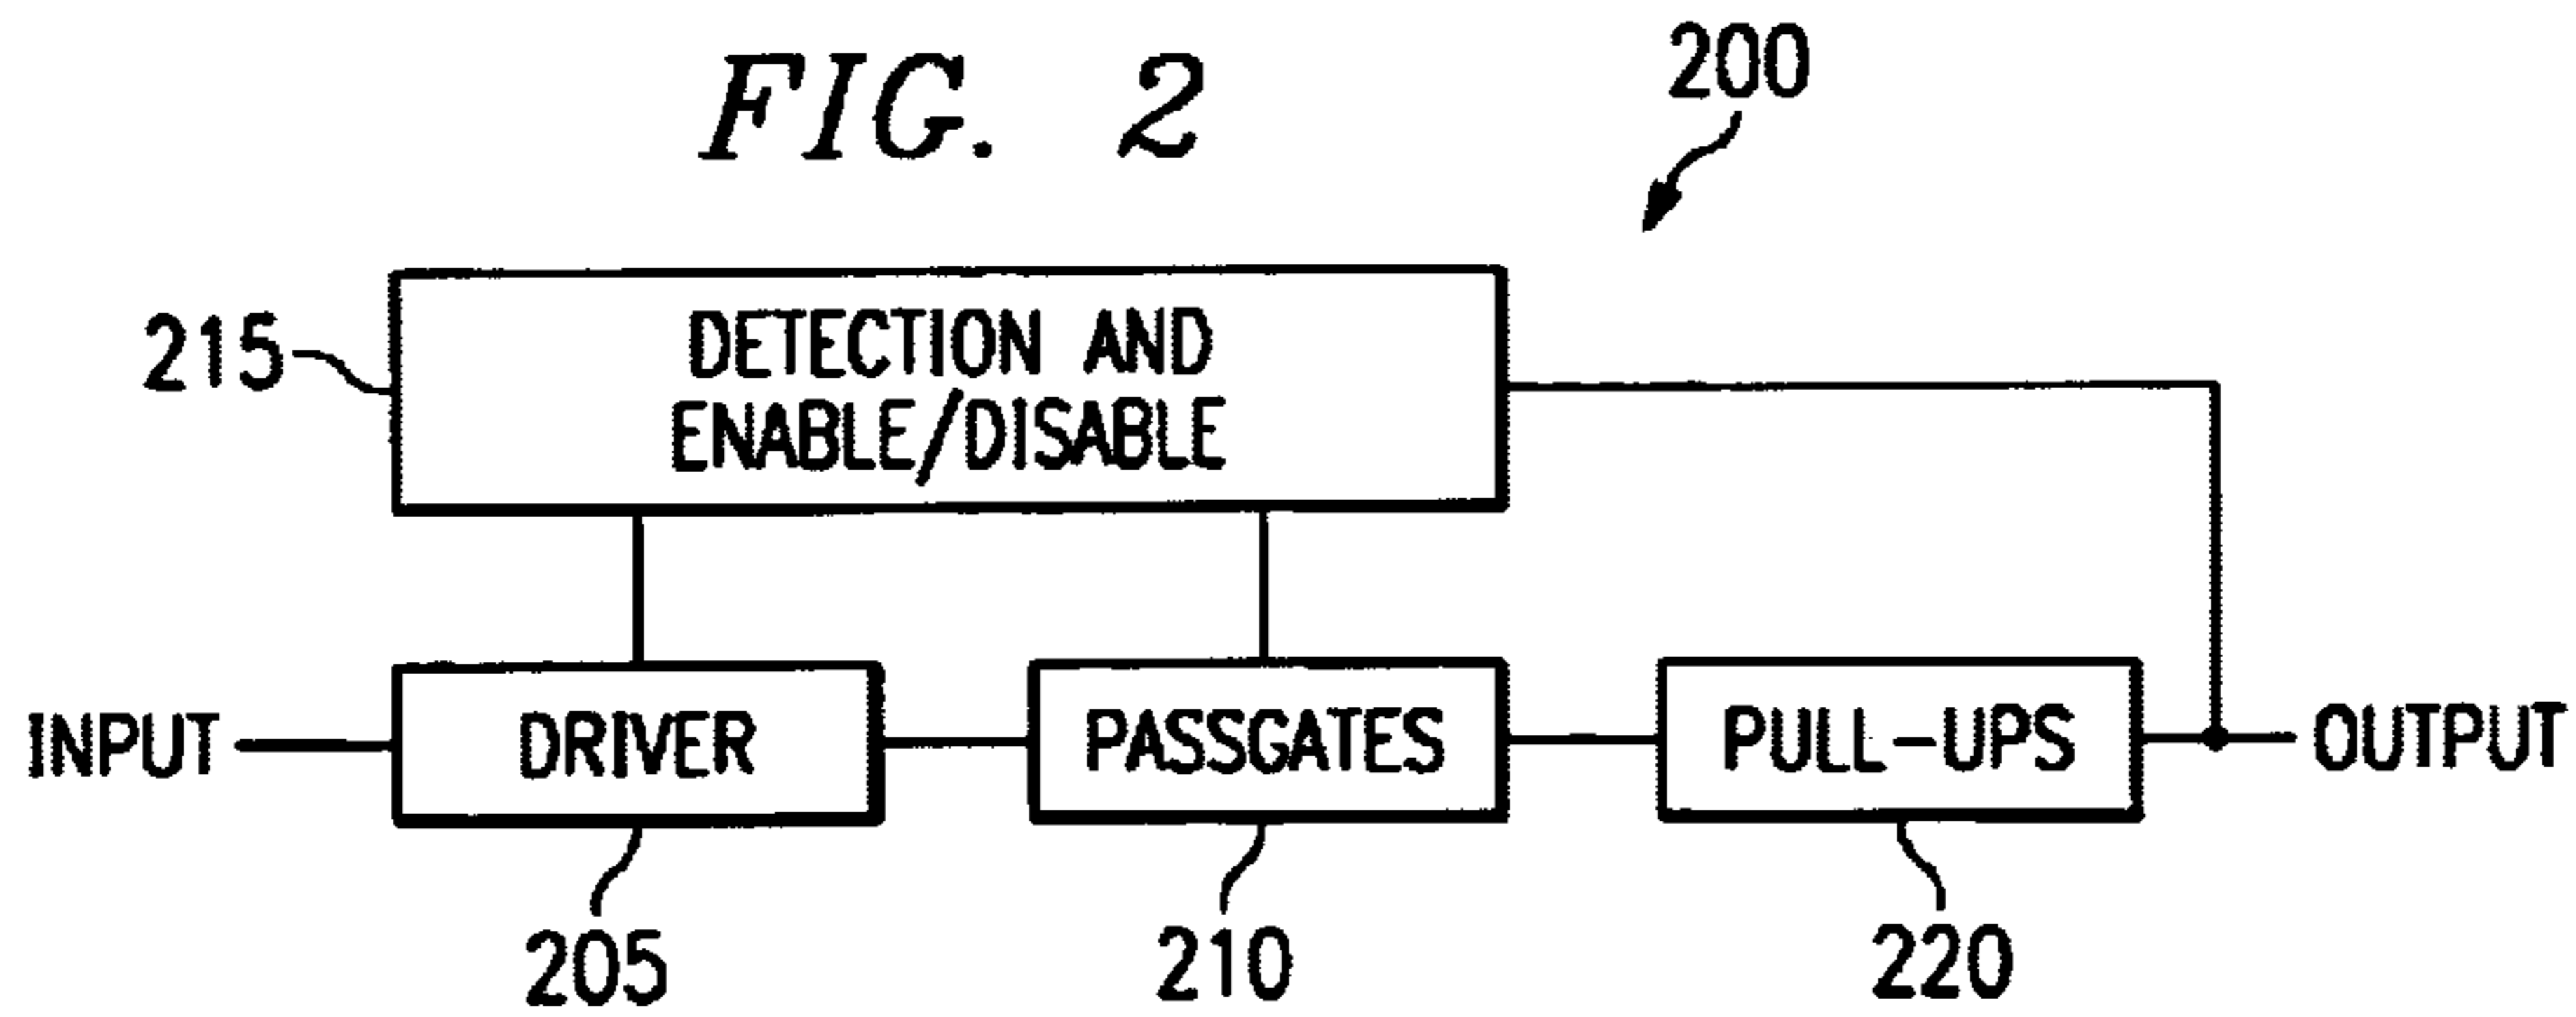 FIG. 2
200
DETECTION AND
ENABLE/DISABLE
215
INPUT
DRIVER
PASSGATES
PULL-UPS
OUTPUT
205
210
220